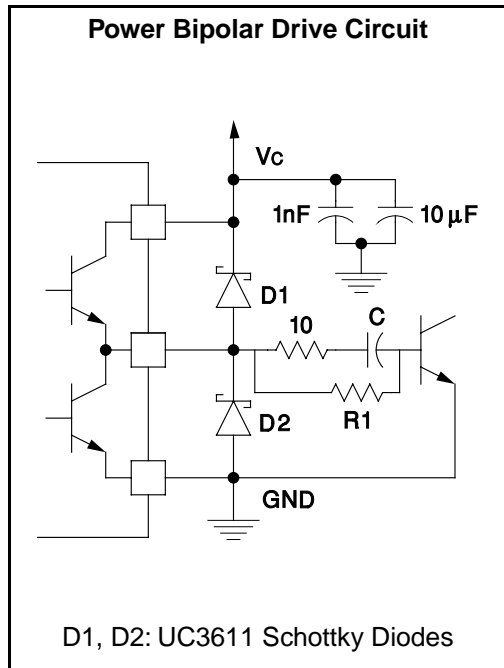 Power Bipolar Drive Circuit
VC
1nF
10 µF
D1
10
C
R1
D2
GND
D1, D2: UC3611 Schottky Diodes